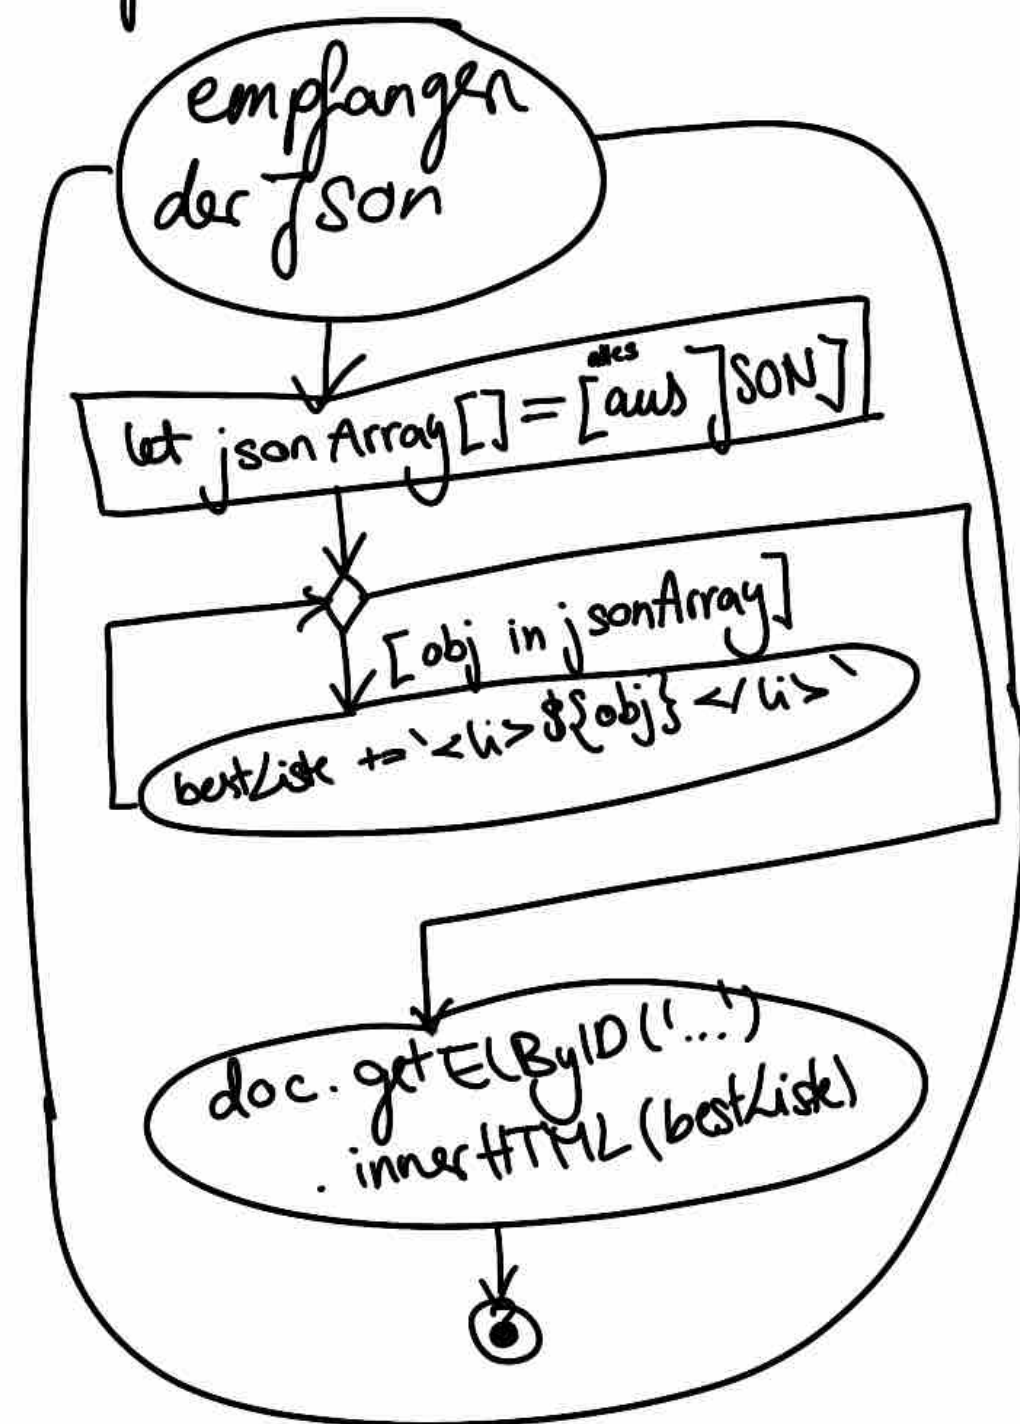 empfangen
der Json
alles
let jsonArray[] = [aus JSON]
[obj in jsonArray]
bestListe += `<li>${obj}</li>`
doc.getElByID('...')
.innerHTML(bestListe)